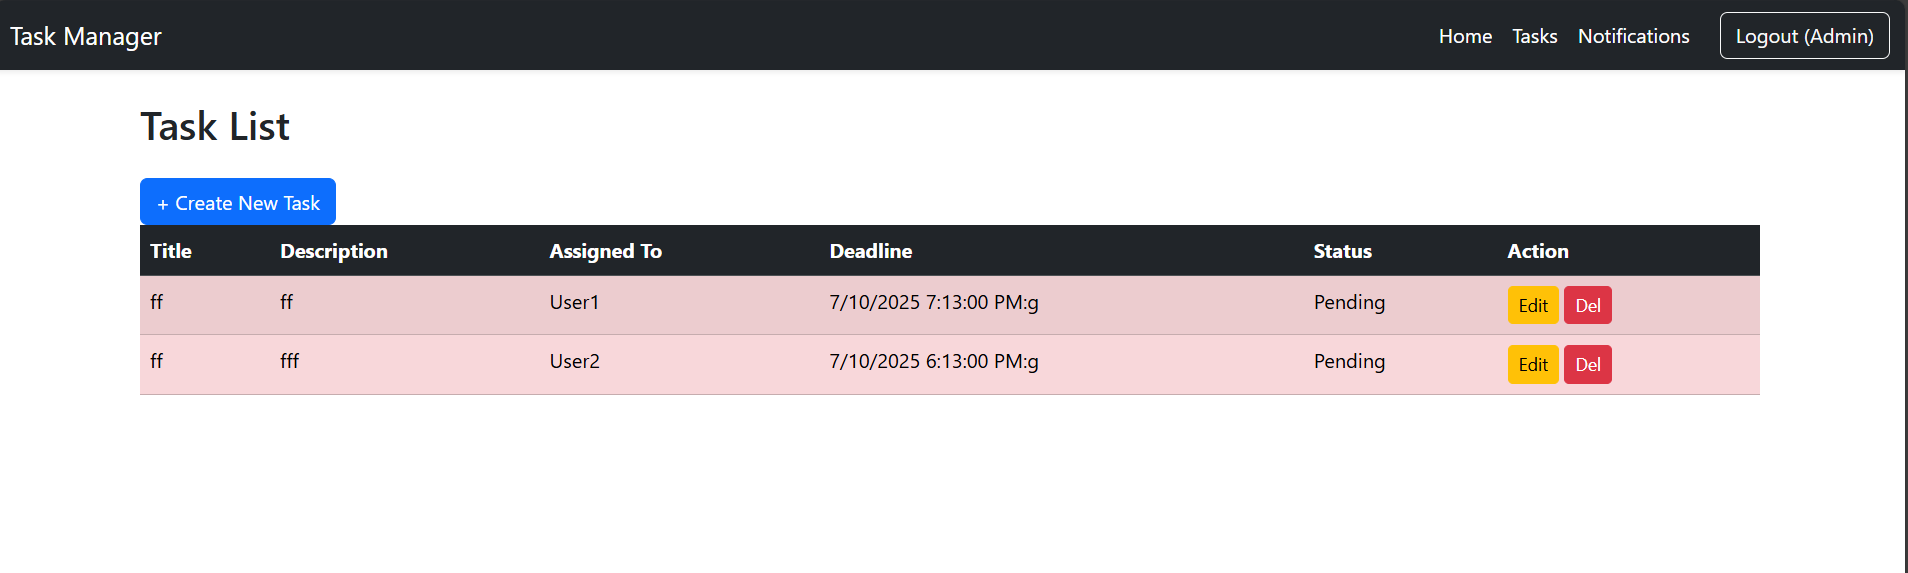 Task Manager Home Tasks Notifications Logout (Admin)
Task List
+ Create New Task
Title Description Assigned To Deadline Status Action
ff ff User1 7/10/2025 7:13:00 PM:g Pending Edit Del
ff fff User2 7/10/2025 6:13:00 PM:g Pending Edit Del